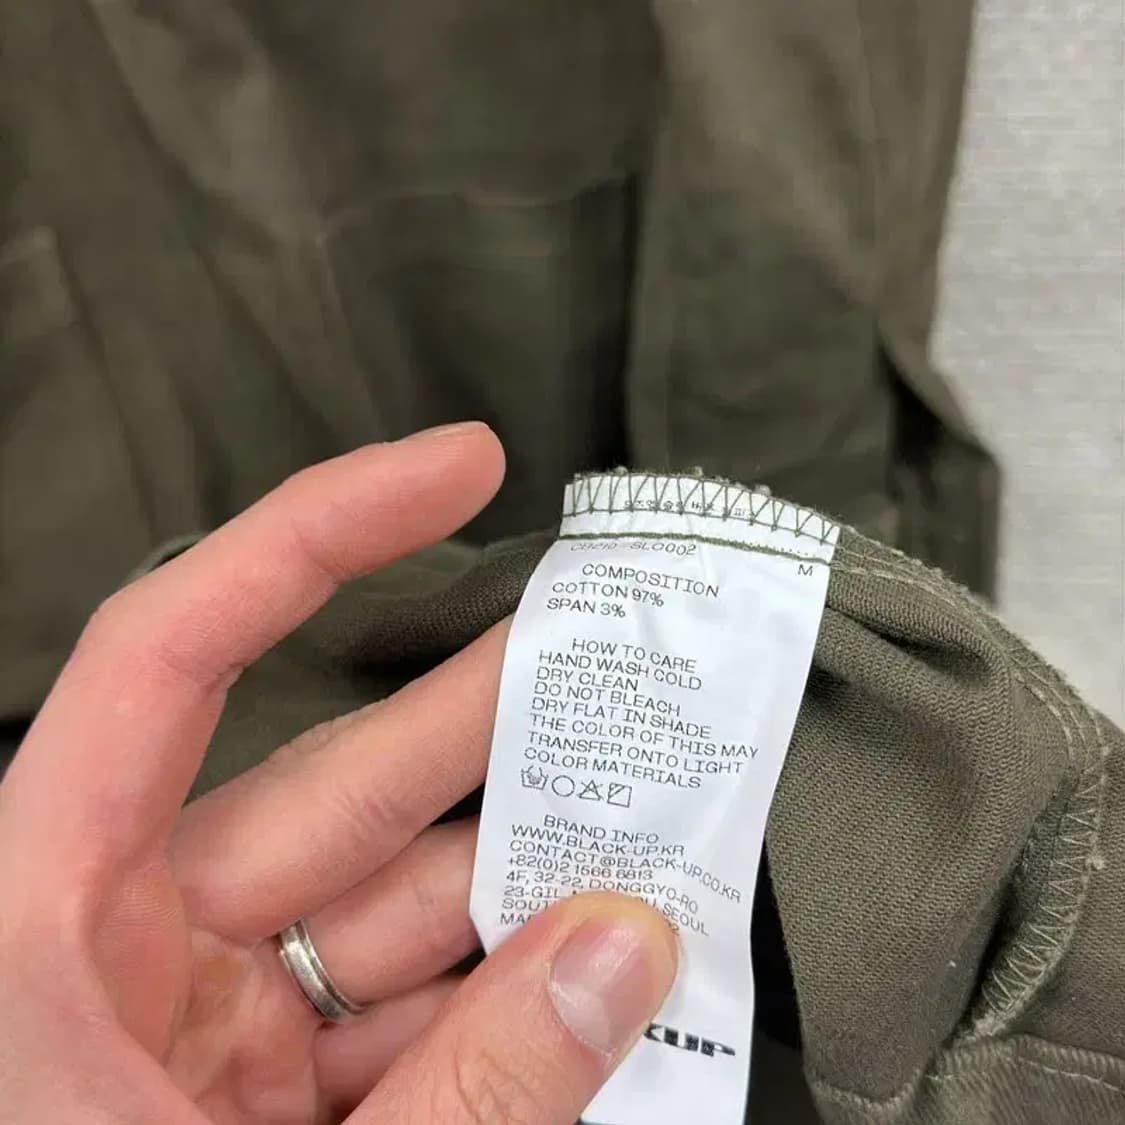 M
COMPOSITION
COTTON 97%
SPAN 3%
HOW TO CARE
HAND WASH COLD
DRY CLEAN
DO NOT BLEACH
DRY FLAT IN SHADE
THE COLOR OF THIS MAY
TRANSFER ONTO LIGHT
COLOR MATERIALS
BRAND INFO
WWW.BLACK-UP.KR
CONTACT@BLACK-UP.CO.KR
+82(0)2 1566 6813
4F, 32-22, DONGGYO-RO
23-GIL SEOUL
KUP